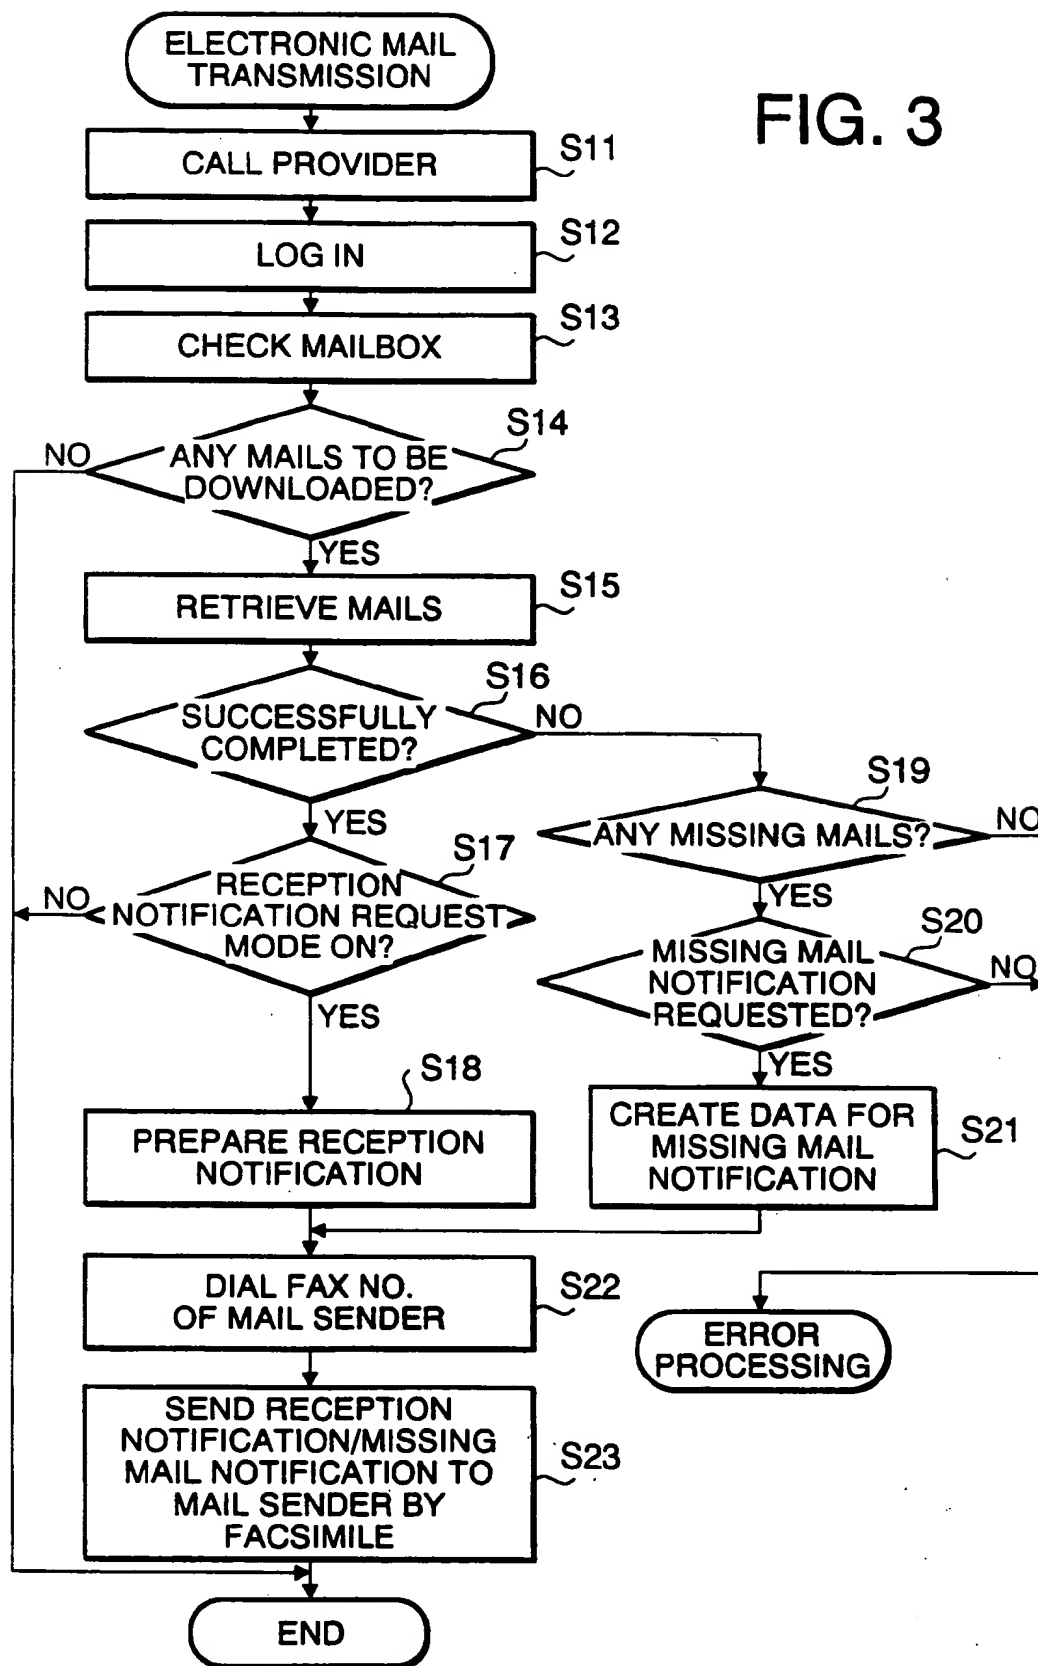 ELECTRONIC MAIL
TRANSMISSION
FIG. 3
CALL PROVIDER
S11
LOG IN
S12
CHECK MAILBOX
S13
S14
NO
ANY MAILS TO BE
DOWNLOADED?
YES
RETRIEVE MAILS
S15
S16
SUCCESSFULLY
COMPLETED?
NO
YES
S19
ANY MISSING MAILS?
NO
YES
S17
NO
RECEPTION
NOTIFICATION REQUEST
MODE ON?
YES
S20
MISSING MAIL
NOTIFICATION
REQUESTED?
NO
YES
S18
PREPARE RECEPTION
NOTIFICATION
CREATE DATA FOR
MISSING MAIL
NOTIFICATION
S21
DIAL FAX NO.
OF MAIL SENDER
S22
ERROR
PROCESSING
SEND RECEPTION
NOTIFICATION/MISSING
MAIL NOTIFICATION TO
MAIL SENDER BY
FACSIMILE
S23
END